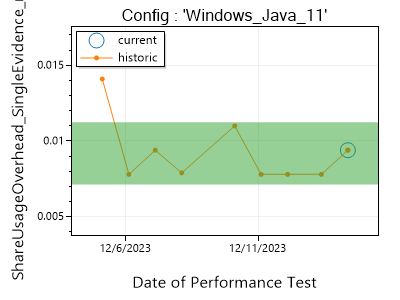 Config : 'Windows_Java_11'
current
historic
0.015
0.01
0.005
12/6/2023
12/11/2023
Date of Performance Test
ShareUsageOverhead_SingleEvidence_